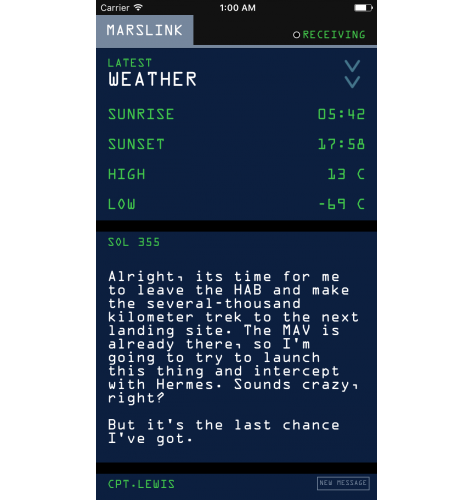 Carrier 1:00 AM
MARSLINK
RECEIVING
LATEST
WEATHER
SUNRISE 05:42
SUNSET 17:58
HIGH 13 C
LOW -69 C
SOL 355
Alright, its time for me
to leave the HAB and make
the several-thousand
kilometer trek to the next
landing site. The MAV is
already there, so I'm
going to try to launch
this thing and intercept
with Hermes. Sounds crazy,
right?
But it's the last chance
I've got.
CPT.LEWIS NEW MESSAGE